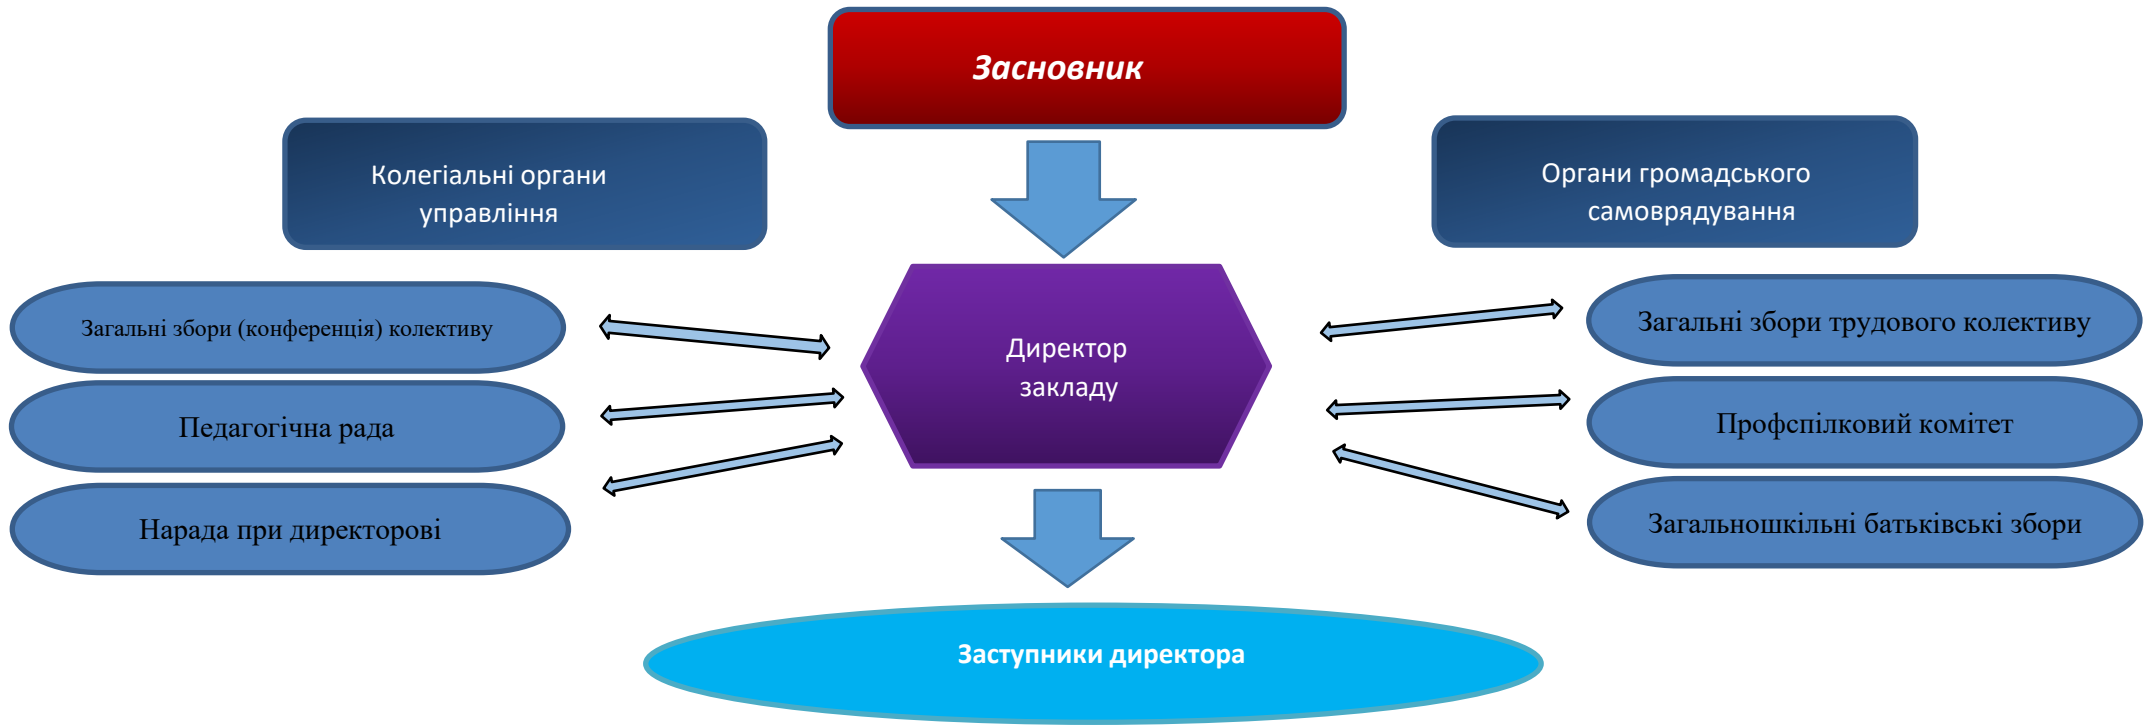 Засновник
Колегіальні органи
управління
Органи громадського
самоврядування
Загальні збори (конференція) колективу
Педагогічна рада
Нарада при директорові
Директор
закладу
Загальні збори трудового колективу
Профспілковий комітет
Загальношкільні батьківські збори
Заступники директора